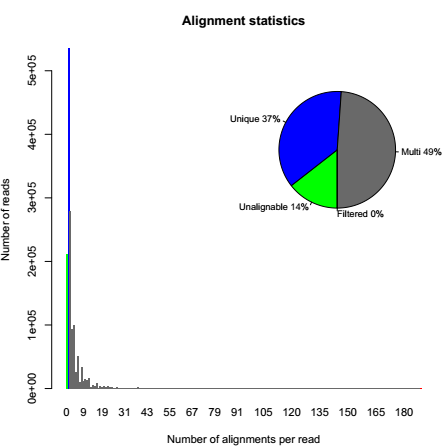 Alignment statistics
Number of reads
5e+05
4e+05
3e+05
2e+05
1e+05
0e+00
Unique 37%
Multi 49%
Unalignable 14%
Filtered 0%
0 9 19 31 43 55 67 79 91 105 120 135 150 165 180
Number of alignments per read